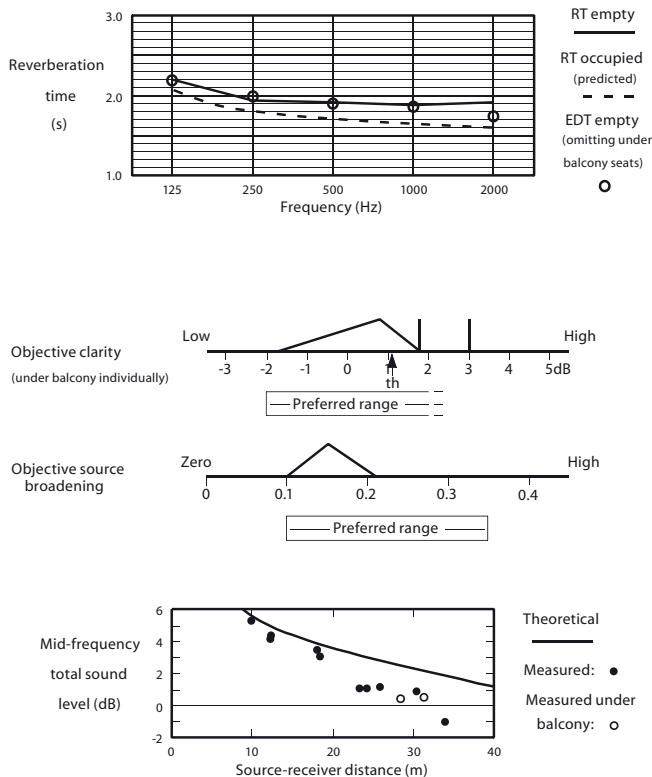 3.0
RT empty
Reverberation
time
(s)
RT occupied
(predicted)
2.0
EDT empty
(omitting under
balcony seats)
1.0
125 250 500 1000 2000
Frequency (Hz)
Low High
Objective clarity
(under balcony individually)
-3 -2 -1 0 1 2 3 4 5dB
th
Preferred range
Objective source
broadening
Zero High
0 0.1 0.2 0.3 0.4
Preferred range
6
Theoretical
Mid-frequency
total sound
level (dB)
4
Measured:
2
Measured under
balcony:
0
-2
0 10 20 30 40
Source-receiver distance (m)